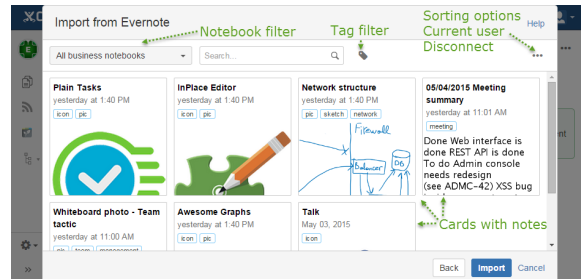 Import from Evernote
Help
Notebook filter
Tag filter
Sorting options
Current user
Disconnect
All business notebooks
Search...
Plain Tasks
yesterday at 1:40 PM
icon pic
InPlace Editor
yesterday at 1:40 PM
icon pic
Network structure
yesterday at 1:40 PM
pic sketch network
Firewall
balancer
DB
05/04/2015 Meeting
summary
yesterday at 11:01 AM
meeting
Done Web interface is
done REST API is done
To do Admin console
needs redesign
(see ADMC-42) XSS bug
Whiteboard photo - Team
tactic
yesterday at 11:00 AM
pic team management
Awesome Graphs
yesterday at 1:40 PM
icon pic
Talk
May 03, 2015
icon
Cards with notes
Back
Import
Cancel